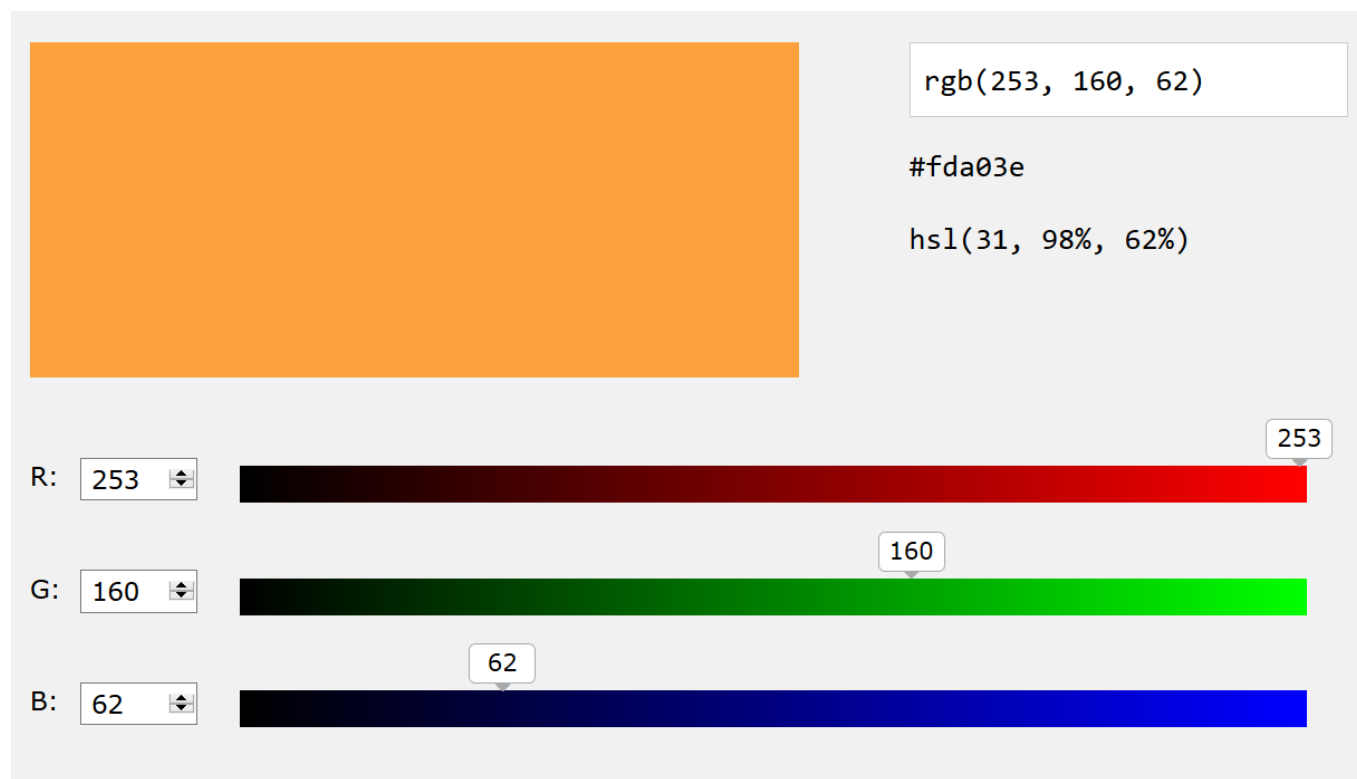 rgb(253, 160, 62)
#fda03e
hsl(31, 98%, 62%)
253
R: 253
160
G: 160
62
B: 62